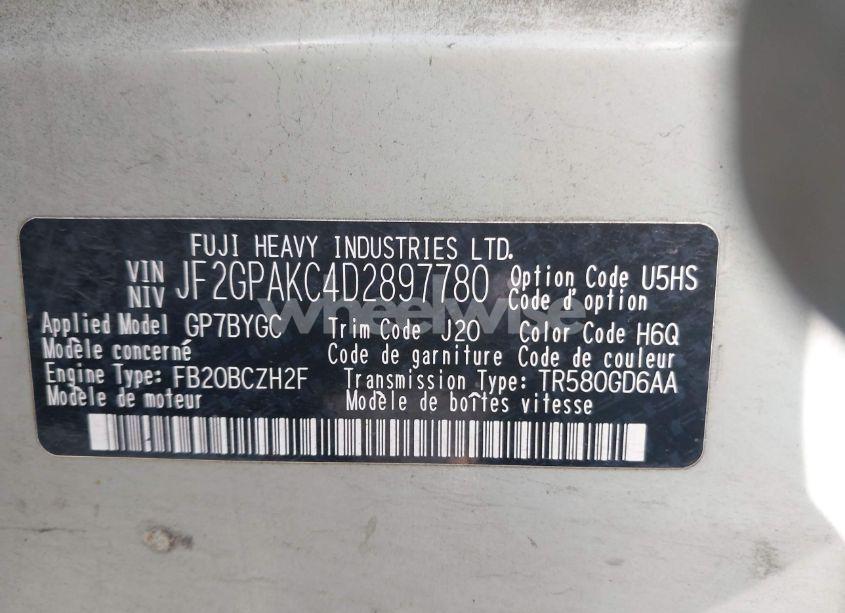 FUJI HEAVY INDUSTRIES LTD.
VIN NIV JF2GPAKC4D2897780 Option Code U5HS
Code d'option
Applied Model GP7BYGC Trim Code J20 Color Code H6Q
Modèle concerné Code de garniture Code de couleur
Engine Type: FB20BCZH2F Transmission Type: TR580GD6AA
Modèle de moteur Modèle de boîtes vitesse
wheelwise